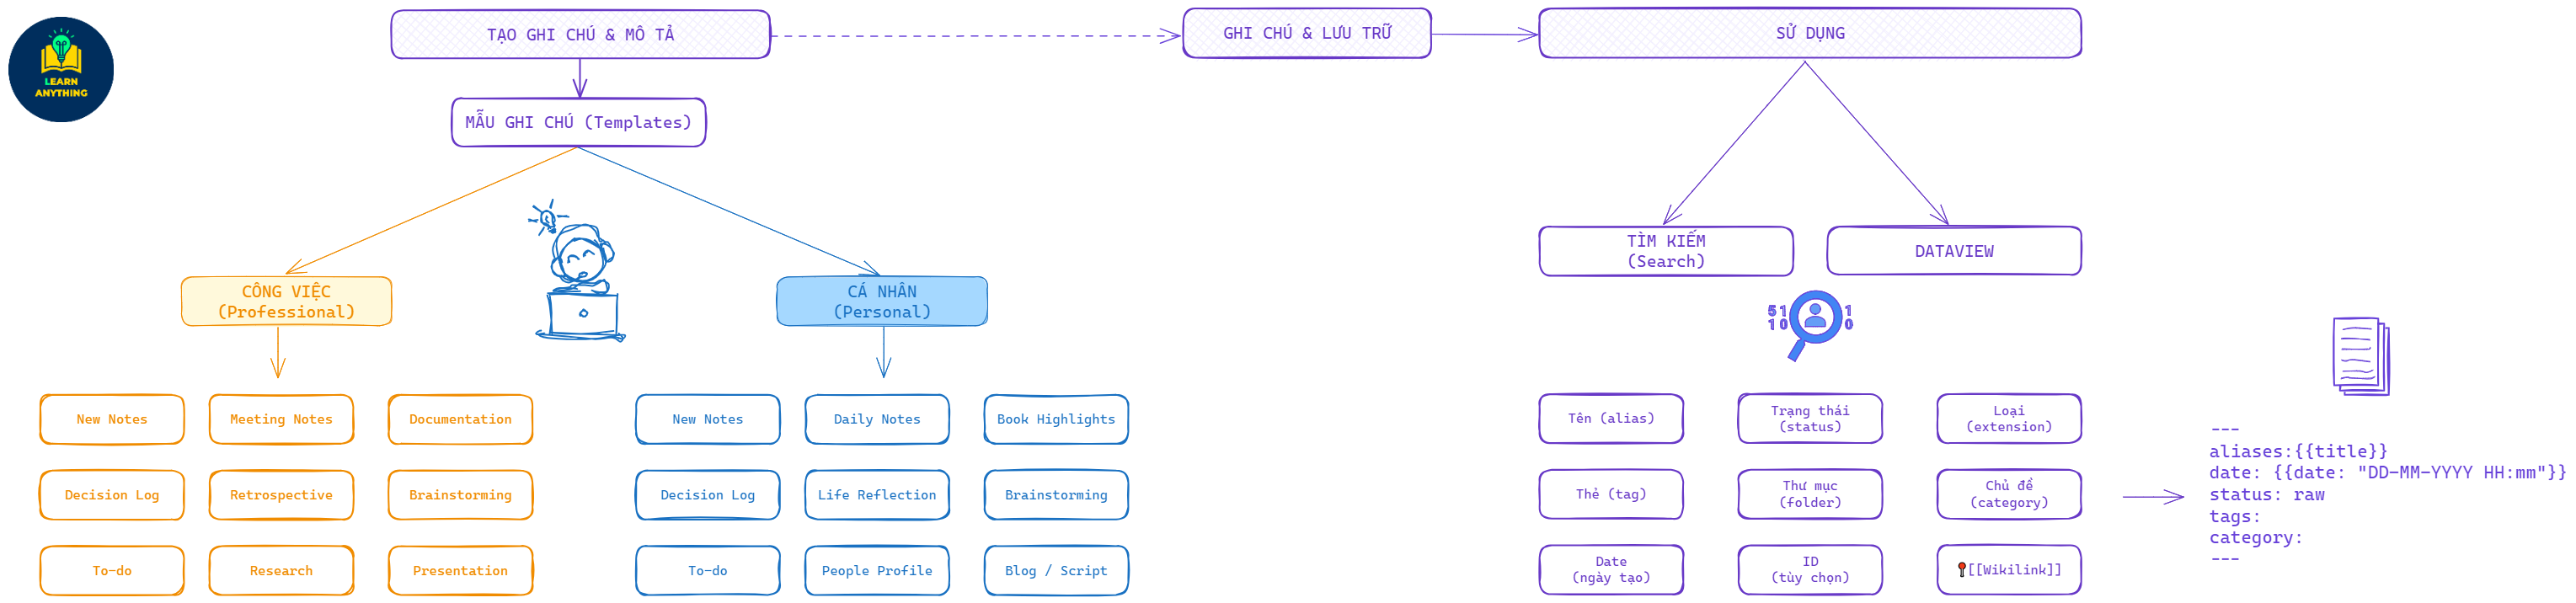 LEARN
ANYTHING
TẠO GHI CHÚ & MÔ TẢ
GHI CHÚ & LƯU TRỮ
SỬ DỤNG
MẪU GHI CHÚ (Templates)
CÔNG VIỆC
(Professional)
CÁ NHÂN
(Personal)
TÌM KIẾM
(Search)
DATAVIEW
51
10
1
0
New Notes
Meeting Notes
Documentation
Decision Log
Retrospective
Brainstorming
To-do
Research
Presentation
New Notes
Daily Notes
Book Highlights
Decision Log
Life Reflection
Brainstorming
To-do
People Profile
Blog / Script
Tên (alias)
Trạng thái
(status)
Loại
(extension)
Thẻ (tag)
Thư mục
(folder)
Chủ đề
(category)
Date
(ngày tạo)
ID
(tùy chọn)
[[Wikilink]]
---
aliases:{{title}}
date: {{date: "DD-MM-YYYY HH:mm"}}
status: raw
tags:
category:
---